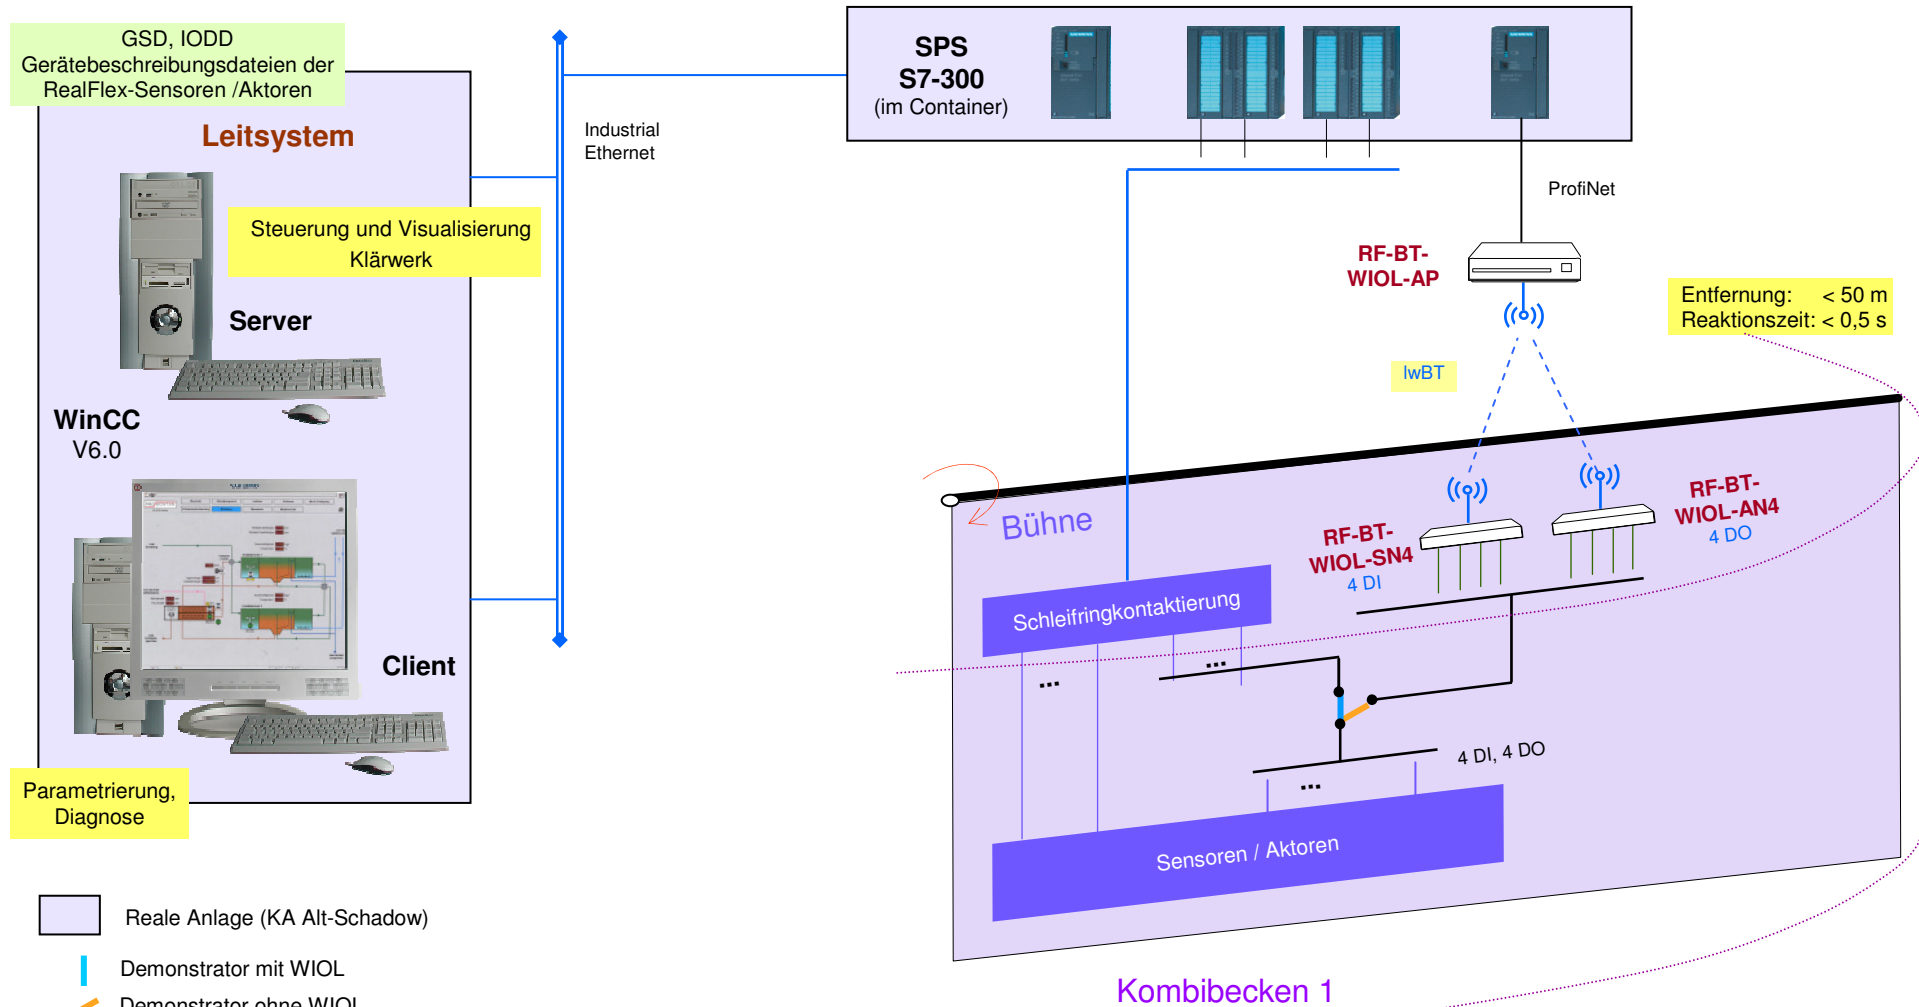 GSD, IODD
Gerätebeschreibungsdateien der
RealFlex-Sensoren /Aktoren
Leitsystem
Steuerung und Visualisierung
Klärwerk
Server
WinCC
V6.0
Client
Parametrierung,
Diagnose
Industrial
Ethernet
SPS
S7-300
(im Container)
ProfiNet
RF-BT-
WIOL-AP
Entfernung: < 50 m
Reaktionszeit: < 0,5 s
lwBT
Bühne
RF-BT-
WIOL-SN4
4 DI
RF-BT-
WIOL-AN4
4 DO
Schleifringkontaktierung
...
...
4 DI, 4 DO
...
Sensoren / Aktoren
Kombibecken 1
Reale Anlage (KA Alt-Schadow)
Demonstrator mit WIOL
Demonstrator ohne WIOL